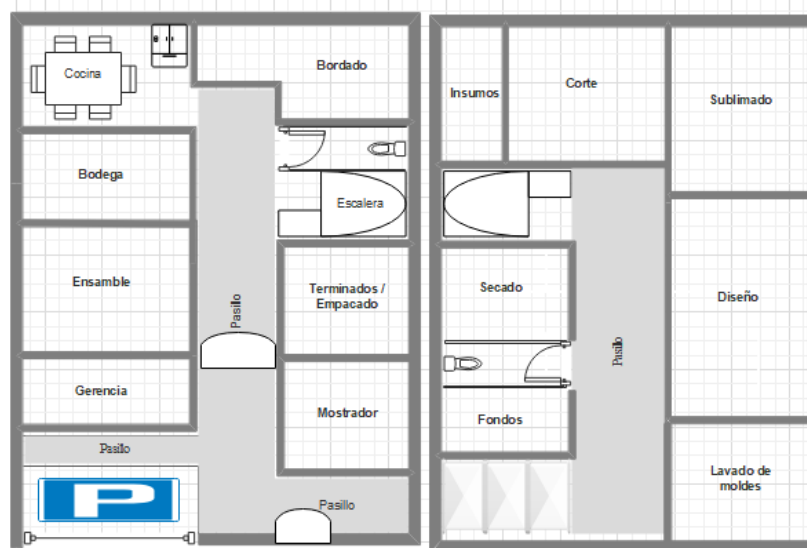 Cocina
Bordado
Bodega
Escalera
Ensamble
Terminados /
Empacado
Pasillo
Gerencia
Mostrador
Pasillo
P
Pasillo
Insumos
Corte
Sublimado
Secado
Diseño
Pasillo
Fondos
Lavado de
moldes